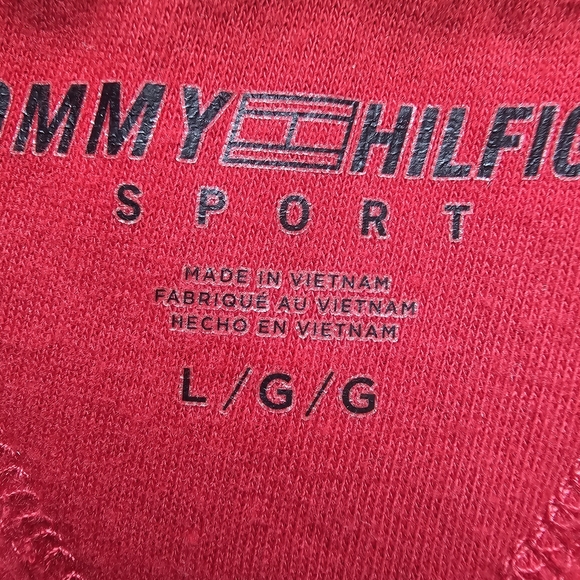 OMMY HILFIG
SPORT
MADE IN VIETNAM
FABRIQUÉ AU VIETNAM
HECHO EN VIETNAM
L/G/G